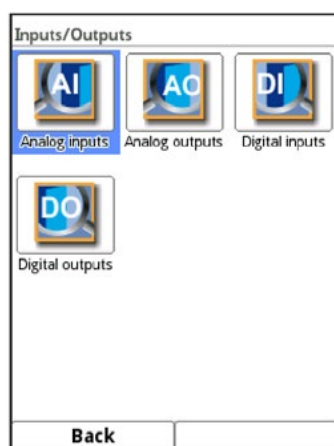 Inputs/Outputs
AI AO DI
Analog inputs Analog outputs Digital inputs
DO
Digital outputs
Back